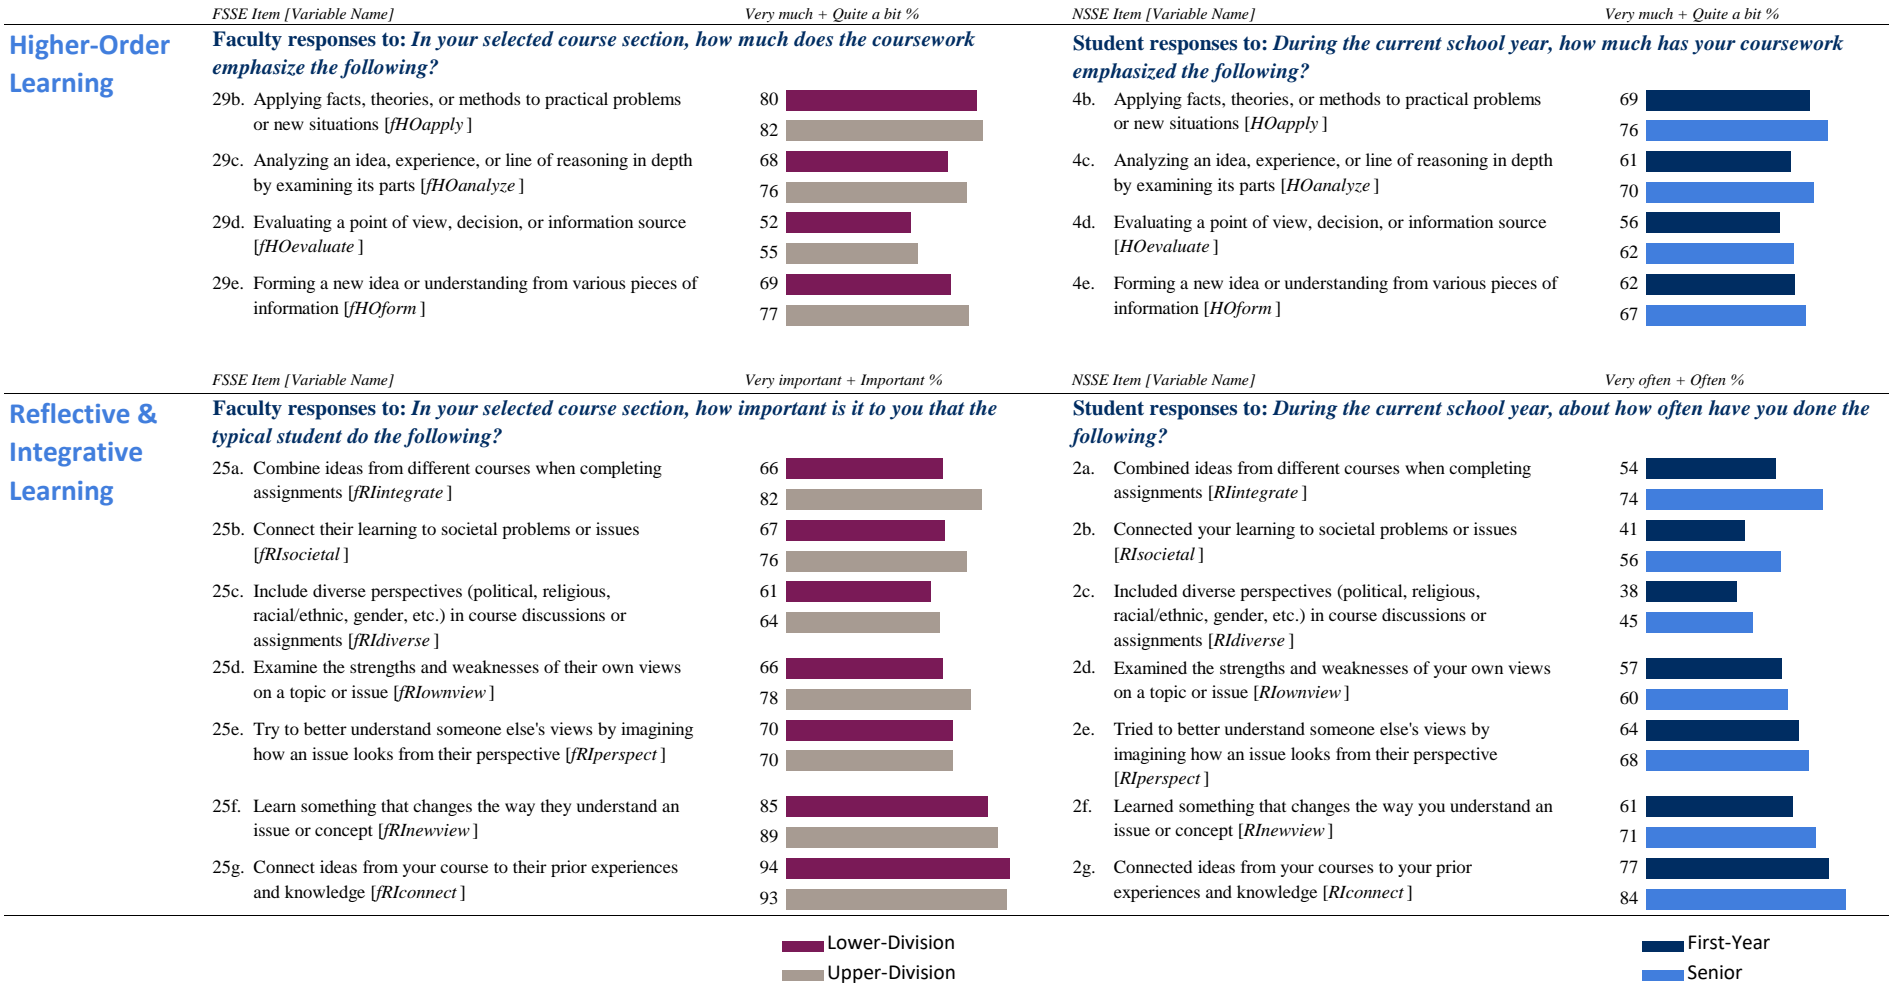 FSSE Item [Variable Name]
Very much + Quite a bit %
NSSE Item [Variable Name]
Very much + Quite a bit %
Higher-Order
Learning
Faculty responses to: In your selected course section, how much does the coursework
emphasize the following?
Student responses to: During the current school year, how much has your coursework
emphasized the following?
29b. Applying facts, theories, or methods to practical problems
or new situations [fHOapply ]
80
82
4b. Applying facts, theories, or methods to practical problems
or new situations [HOapply ]
69
76
29c. Analyzing an idea, experience, or line of reasoning in depth
by examining its parts [fHOanalyze ]
68
76
4c. Analyzing an idea, experience, or line of reasoning in depth
by examining its parts [HOanalyze ]
61
70
29d. Evaluating a point of view, decision, or information source
[fHOevaluate ]
52
55
4d. Evaluating a point of view, decision, or information source
[HOevaluate ]
56
62
29e. Forming a new idea or understanding from various pieces of
information [fHOform ]
69
77
4e. Forming a new idea or understanding from various pieces of
information [HOform ]
62
67
FSSE Item [Variable Name]
Very important + Important %
NSSE Item [Variable Name]
Very often + Often %
Reflective &
Integrative
Learning
Faculty responses to: In your selected course section, how important is it to you that the
typical student do the following?
Student responses to: During the current school year, about how often have you done the
following?
25a. Combine ideas from different courses when completing
assignments [fRIintegrate ]
66
82
2a. Combined ideas from different courses when completing
assignments [RIintegrate ]
54
74
25b. Connect their learning to societal problems or issues
[fRIsocietal ]
67
76
2b. Connected your learning to societal problems or issues
[RIsocietal ]
41
56
25c. Include diverse perspectives (political, religious,
racial/ethnic, gender, etc.) in course discussions or
assignments [fRIdiverse ]
61
64
2c. Included diverse perspectives (political, religious,
racial/ethnic, gender, etc.) in course discussions or
assignments [RIdiverse ]
38
45
25d. Examine the strengths and weaknesses of their own views
on a topic or issue [fRIownview ]
66
78
2d. Examined the strengths and weaknesses of your own views
on a topic or issue [RIownview ]
57
60
25e. Try to better understand someone else's views by imagining
how an issue looks from their perspective [fRIperspect ]
70
70
2e. Tried to better understand someone else's views by
imagining how an issue looks from their perspective
[RIperspect ]
64
68
25f. Learn something that changes the way they understand an
issue or concept [fRInewview ]
85
89
2f. Learned something that changes the way you understand an
issue or concept [RInewview ]
61
71
25g. Connect ideas from your course to their prior experiences
and knowledge [fRIconnect ]
94
93
2g. Connected ideas from your courses to your prior
experiences and knowledge [RIconnect ]
77
84
Lower-Division
Upper-Division
First-Year
Senior